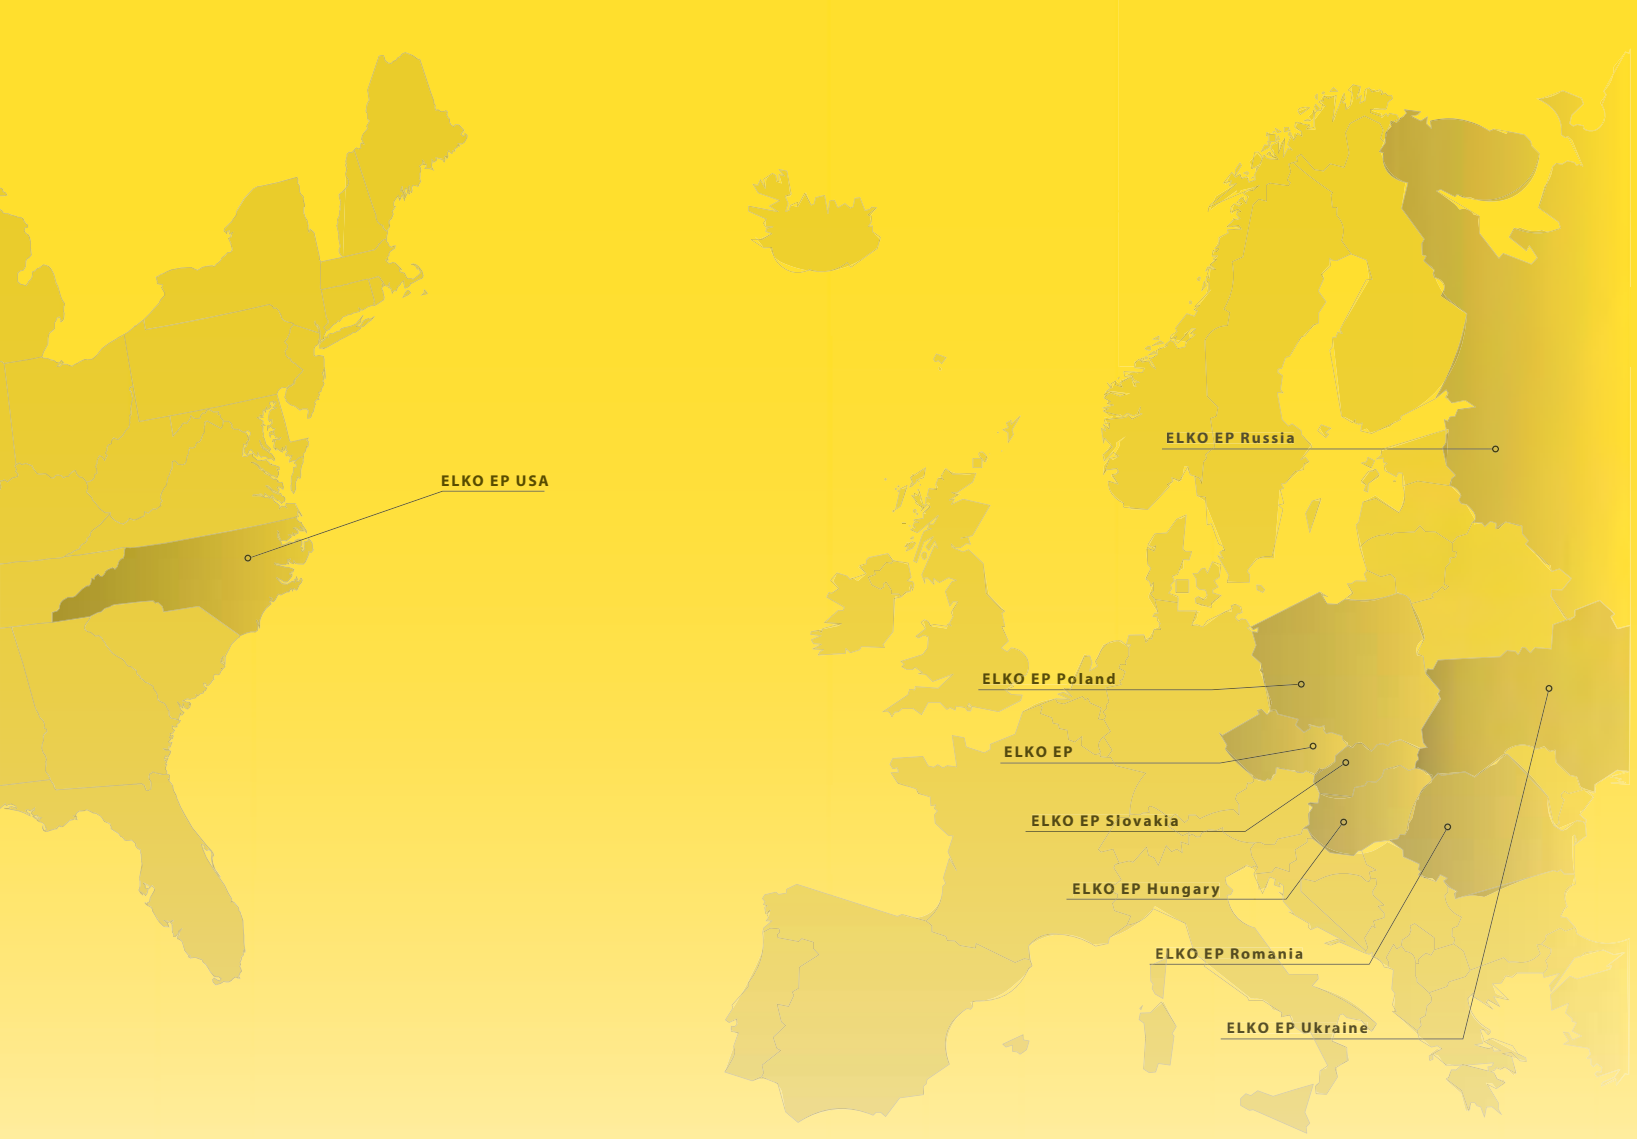 ELKO EP Russia
ELKO EP USA
ELKO EP Poland
ELKO EP
ELKO EP Slovakia
ELKO EP Hungary
ELKO EP Romania
ELKO EP Ukraine